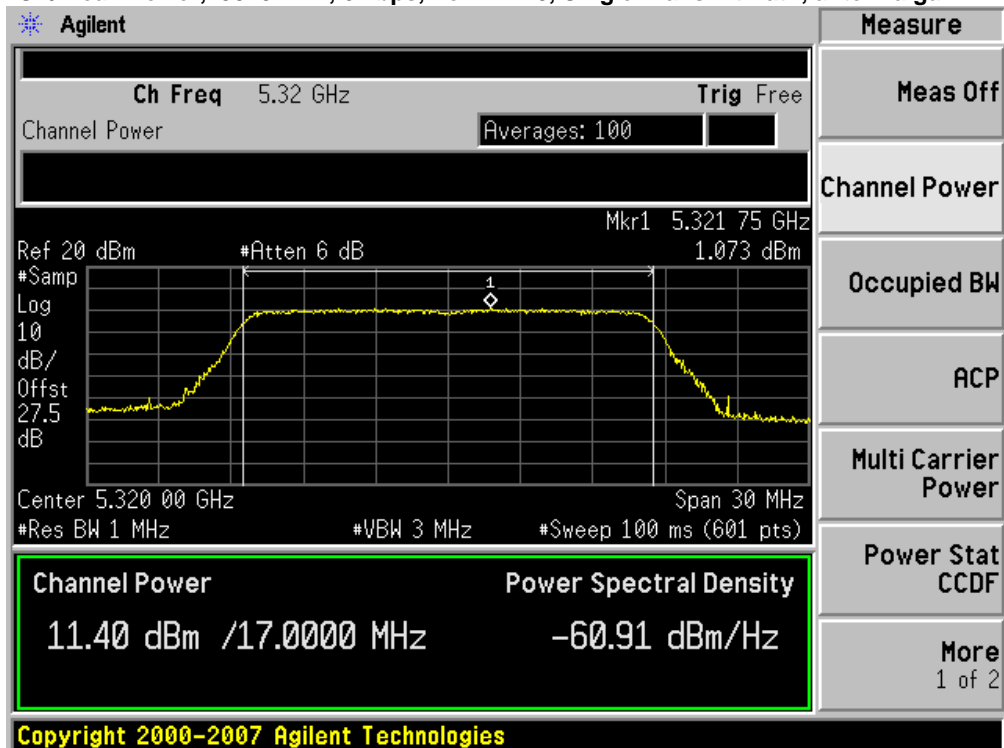 Agilent
Measure
Ch Freq 5.32 GHz Trig Free
Meas Off
Channel Power Averages: 100
Channel Power
Mkr1 5.321 75 GHz
Ref 20 dBm #Atten 6 dB 1.073 dBm
#Samp
Log
10
dB/
Offst
27.5
dB
1
Occupied BW
ACP
Multi Carrier
Power
Center 5.320 00 GHz Span 30 MHz
#Res BW 1 MHz #VBW 3 MHz #Sweep 100 ms (601 pts)
Power Stat
CCDF
Channel Power Power Spectral Density
11.40 dBm /17.0000 MHz -60.91 dBm/Hz
More
1 of 2
Copyright 2000-2007 Agilent Technologies